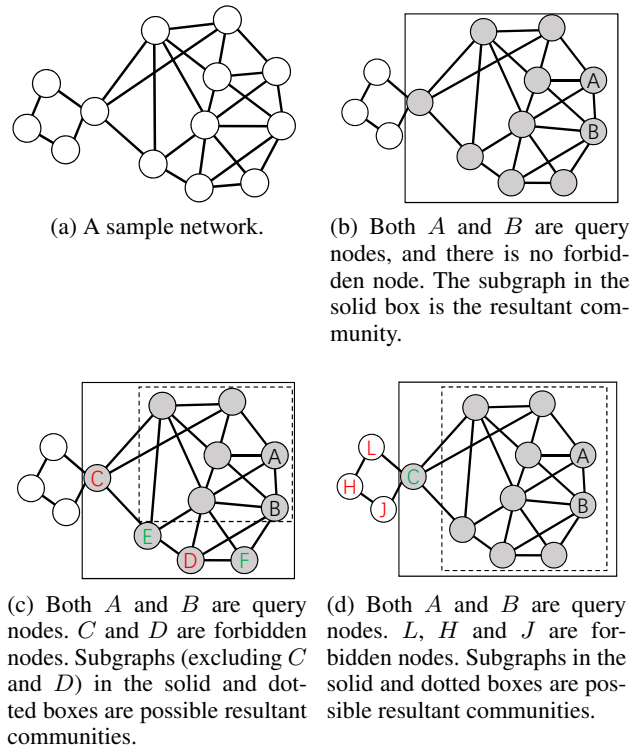 (a) A sample network.
A
B
(b) Both A and B are query
nodes, and there is no forbid-
den node. The subgraph in the
solid box is the resultant com-
munity.
C
A
B
E
D
F
(c) Both A and B are query
nodes. C and D are forbidden
nodes. Subgraphs (excluding C
and D) in the solid and dot-
ted boxes are possible resultant
communities.
L
C
H
J
A
B
(d) Both A and B are query
nodes. L, H and J are for-
bidden nodes. Subgraphs in the
solid and dotted boxes are pos-
sible resultant communities.